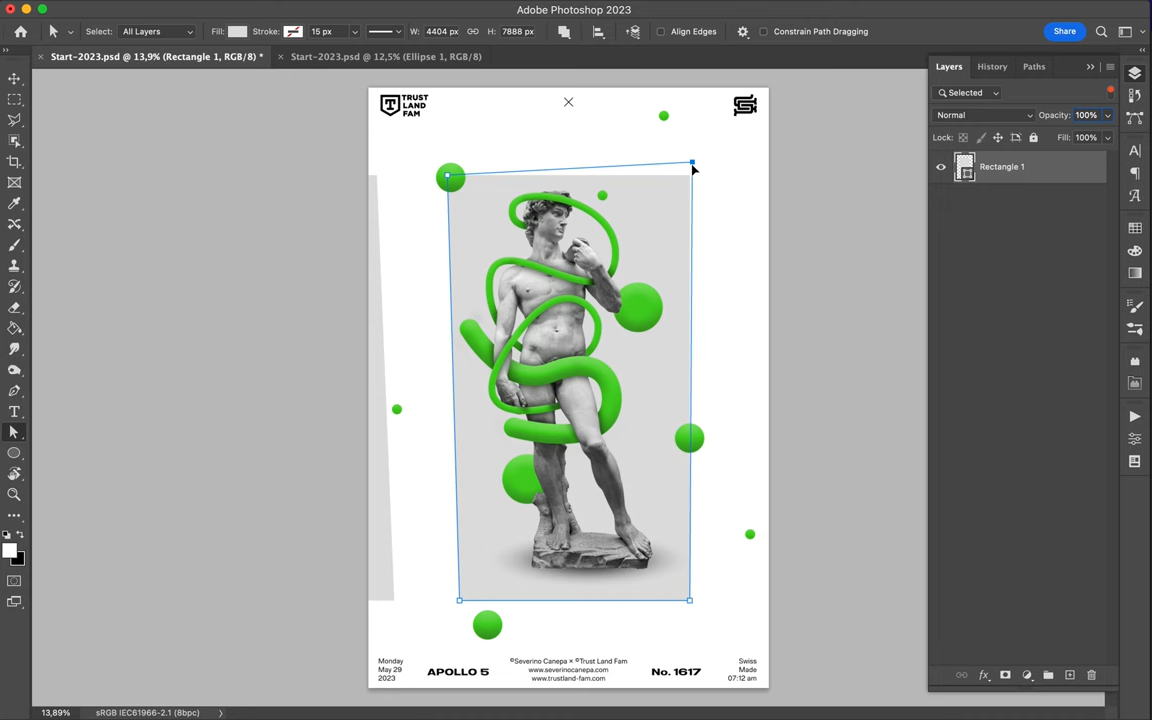 Adobe Photoshop 2023
Select: All Layers Fill: Stroke: 15 px W: 4404 px H: 7888 px Align Edges Constrain Path Dragging Share
Start-2023.psd @ 13,9% (Rectangle 1, RGB/8) * Start-2023.psd @ 12,5% (Ellipse 1, RGB/8)
Layers History Paths
Selected
Normal Opacity: 100%
Lock: Fill: 100%
Rectangle 1
TRUST
LAND
FAM
Monday
May 29
2023
APOLLO 5
©Severino Canepa × ©Trust Land Fam
www.severinocanepa.com
www.trustland-fam.com
No. 1617
Swiss
Made
07:12 am
13,89% sRGB IEC61966-2.1 (8bpc)